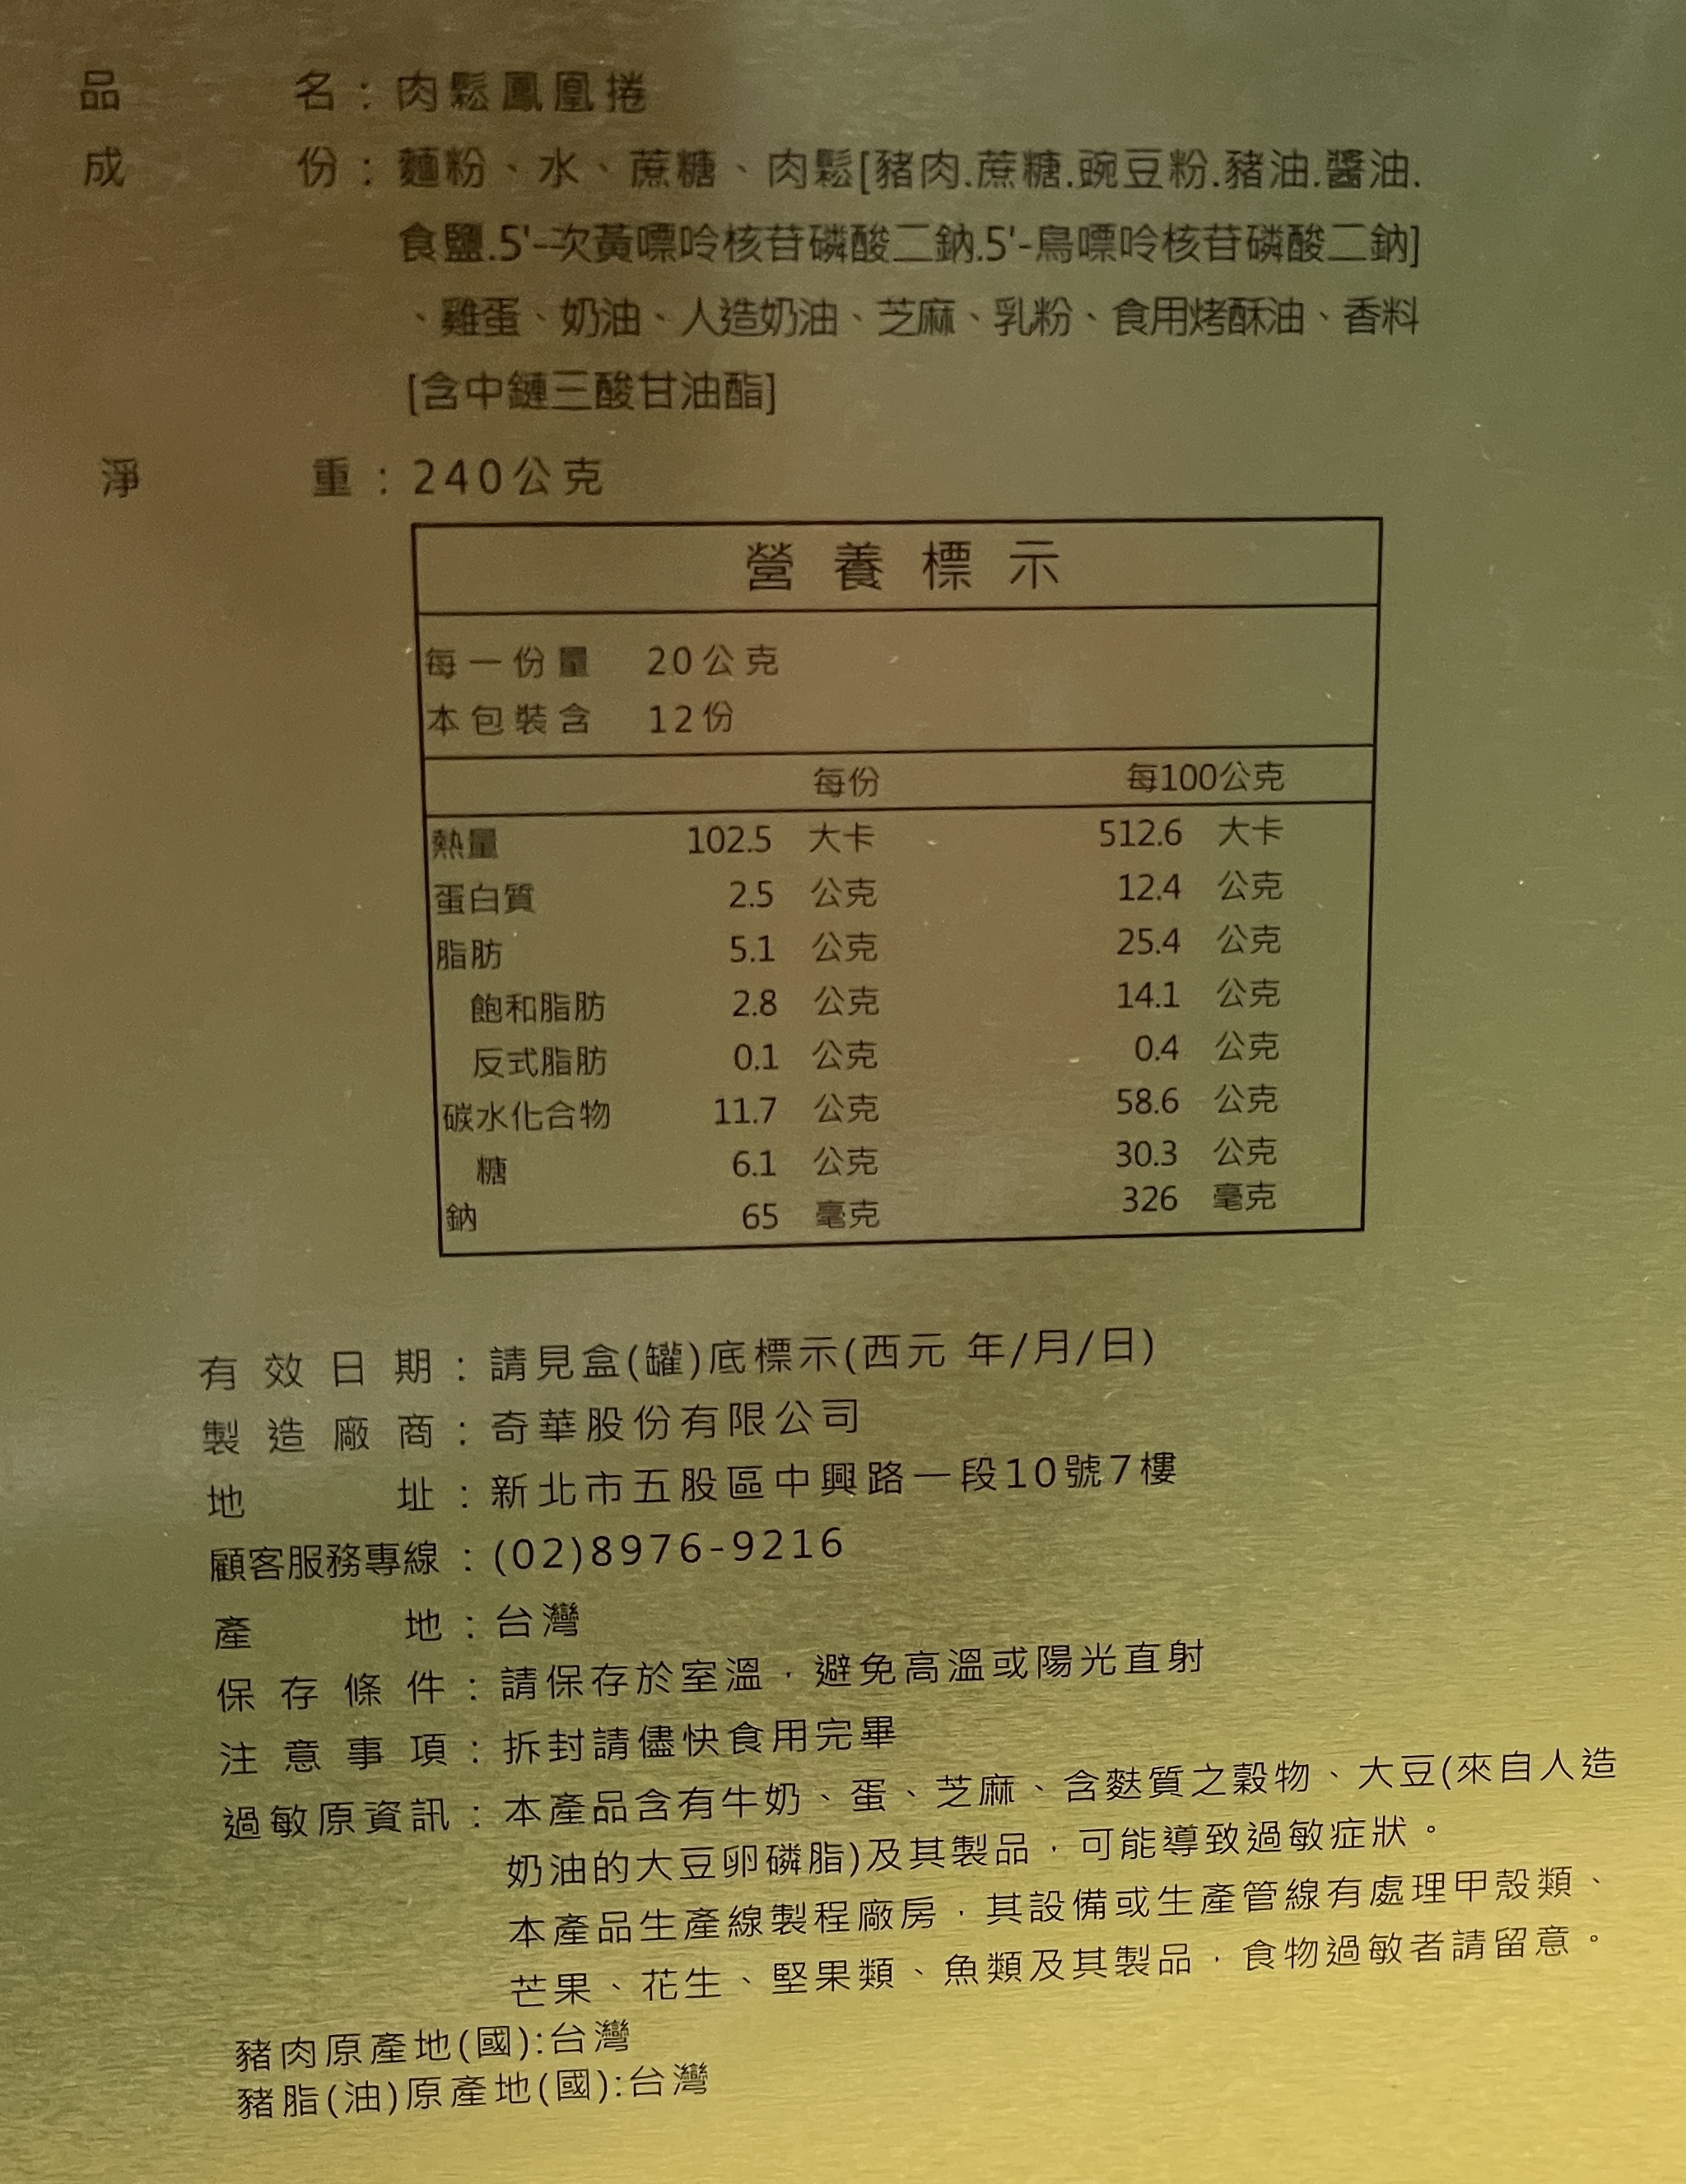 品名：肉鬆鳳凰捲
成份：麵粉、水、蔗糖、肉鬆[豬肉.蔗糖.豌豆粉.豬油.醬油.
食鹽.5'-次黃嘌呤核苷磷酸二鈉.5'-鳥嘌呤核苷磷酸二鈉]
、雞蛋、奶油、人造奶油、芝麻、乳粉、食用烤酥油、香料
[含中鏈三酸甘油酯]
淨重：240公克
營養標示
每一份量 20公克
本包裝含 12份
每份 每100公克
熱量 102.5 大卡 512.6 大卡
蛋白質 2.5 公克 12.4 公克
脂肪 5.1 公克 25.4 公克
飽和脂肪 2.8 公克 14.1 公克
反式脂肪 0.1 公克 0.4 公克
碳水化合物 11.7 公克 58.6 公克
糖 6.1 公克 30.3 公克
鈉 65 毫克 326 毫克
有效日期：請見盒(罐)底標示(西元 年/月/日)
製造廠商：奇華股份有限公司
地址：新北市五股區中興路一段10號7樓
顧客服務專線：(02)8976-9216
產地：台灣
保存條件：請保存於室溫，避免高溫或陽光直射
注意事項：拆封請儘快食用完畢
過敏原資訊：本產品含有牛奶、蛋、芝麻、含麩質之穀物、大豆(來自人造
奶油的大豆卵磷脂)及其製品，可能導致過敏症狀。
本產品生產線製程廠房，其設備或生產管線有處理甲殼類、
芒果、花生、堅果類、魚類及其製品，食物過敏者請留意。
豬肉原產地(國):台灣
豬脂(油)原產地(國):台灣